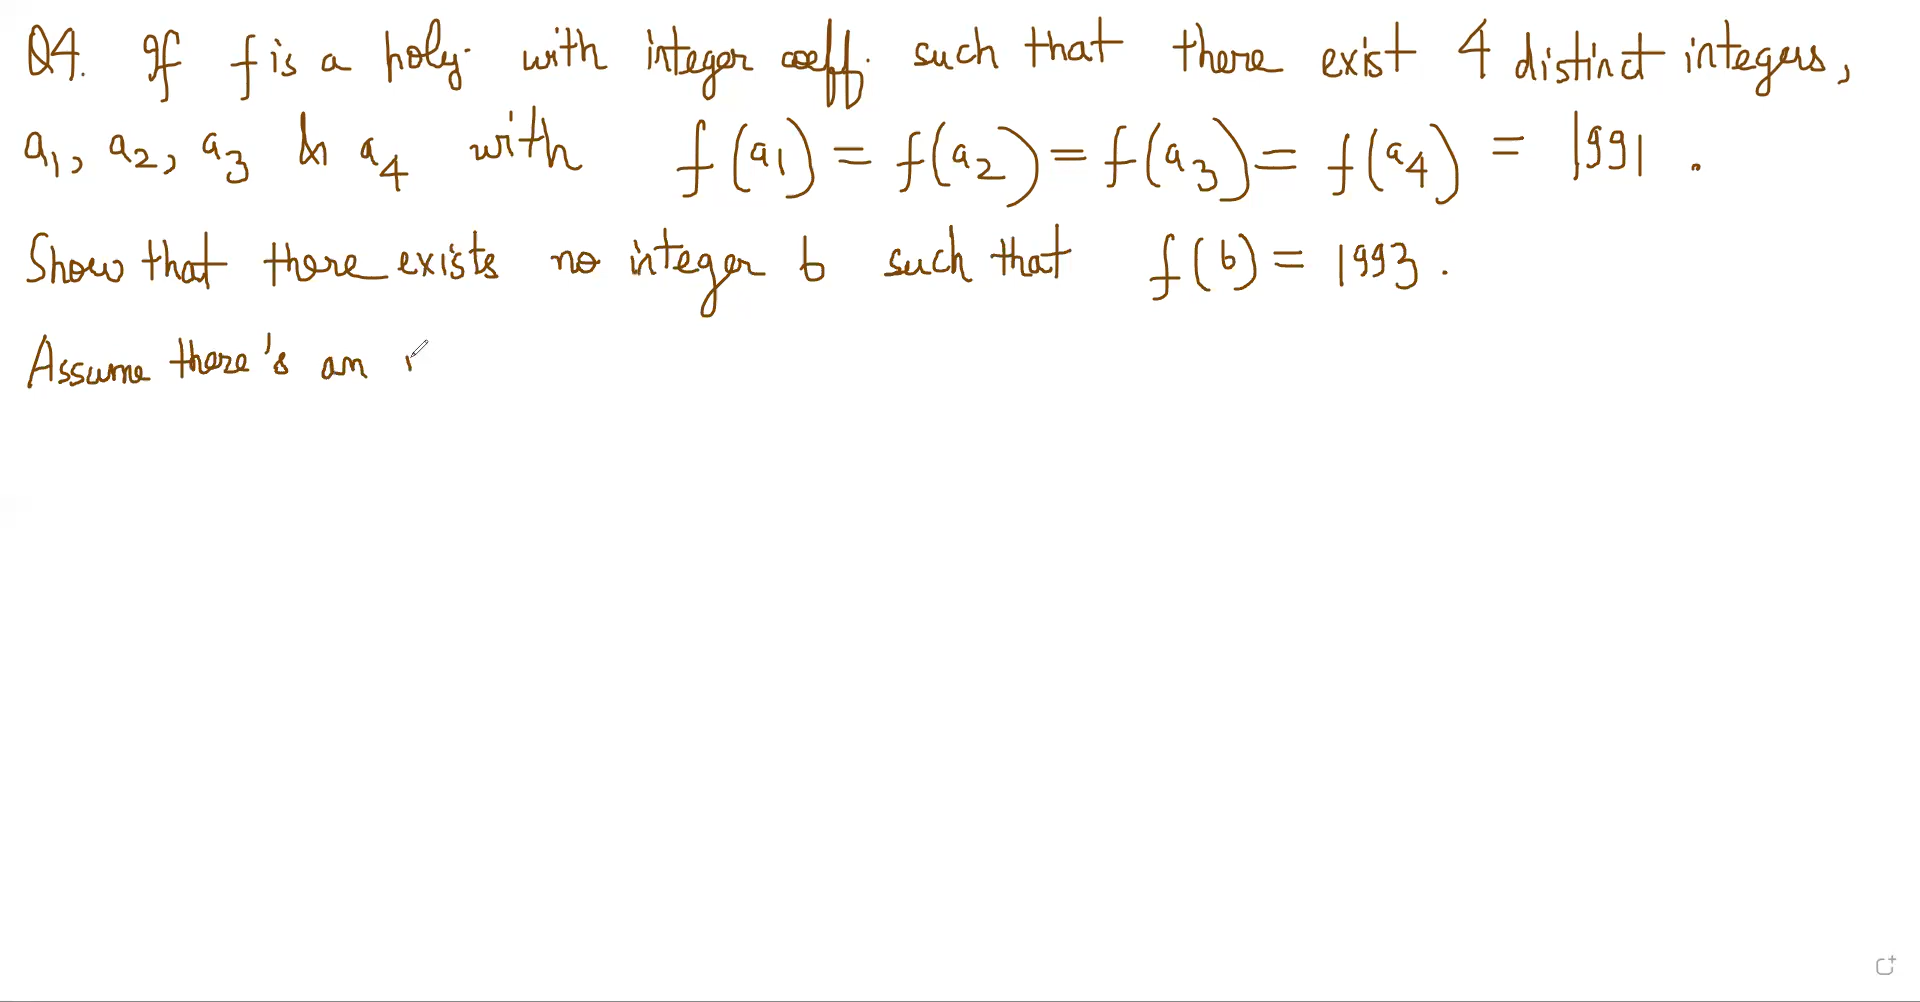 Q4. If f is a poly. with integer coeff. such that there exist 4 distinct integers,
a1, a2, a3 & a4 with f(a1) = f(a2) = f(a3) = f(a4) = 1991.
Show that there exists no integer b such that f(b) = 1993.
Assume there's an